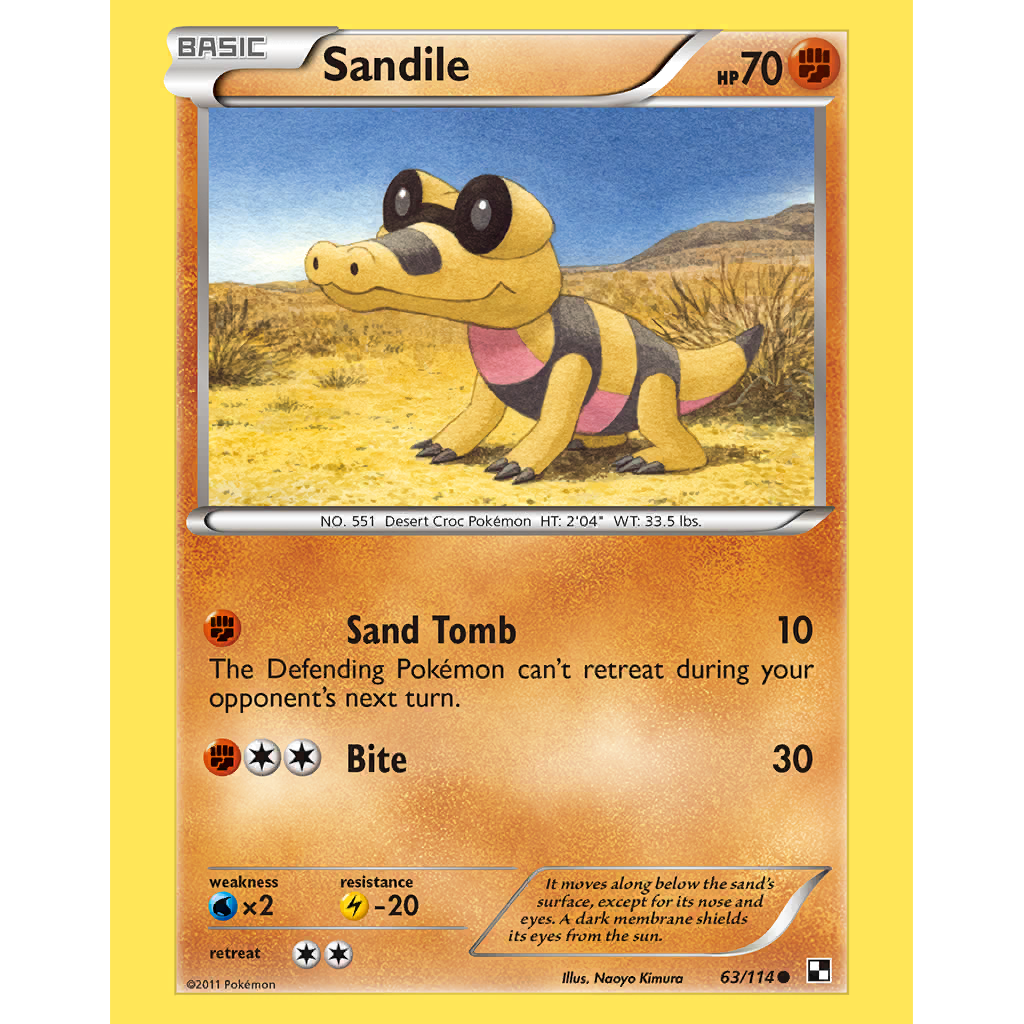 BASIC
Sandile
HP70
NO. 551 Desert Croc Pokémon HT: 2'04" WT: 33.5 lbs.
Sand Tomb 10
The Defending Pokémon can't retreat during your
opponent's next turn.
Bite 30
weakness
×2
resistance
-20
retreat
It moves along below the sand's
surface, except for its nose and
eyes. A dark membrane shields
its eyes from the sun.
©2011 Pokémon
Illus. Naoyo Kimura
63/114